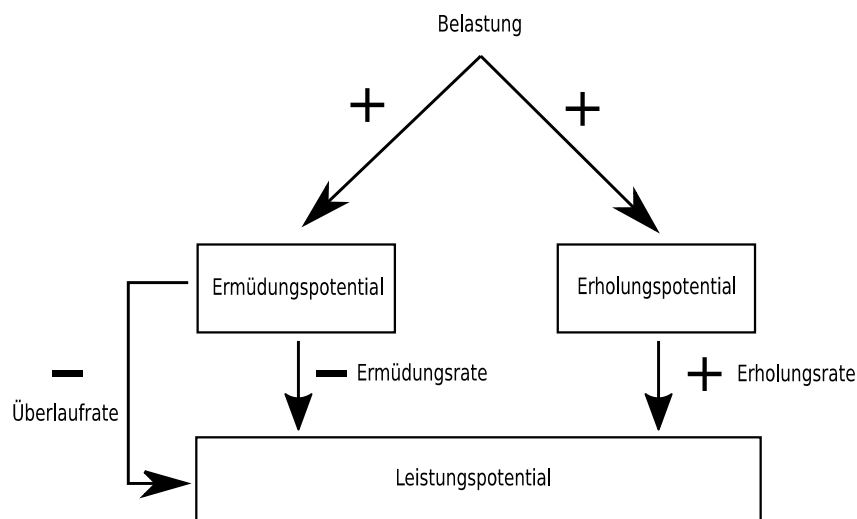 Belastung
+
+
Ermüdungspotential
Erholungspotential
− Ermüdungsrate
+ Erholungsrate
−
Überlaufrate
Leistungspotential